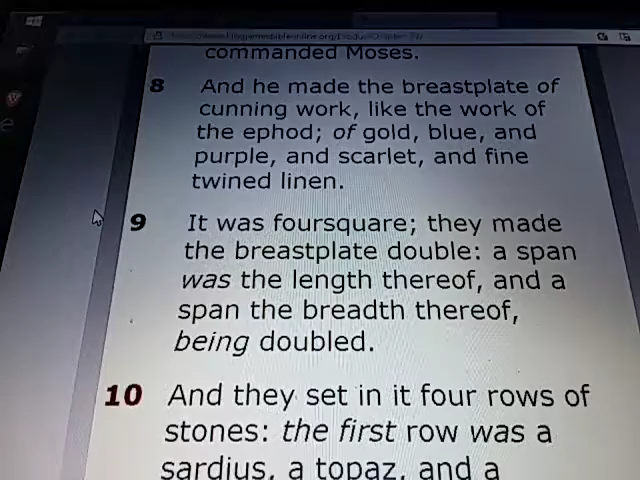 commanded Moses.
8 And he made the breastplate of
cunning work, like the work of
the ephod; of gold, blue, and
purple, and scarlet, and fine
twined linen.
9 It was foursquare; they made
the breastplate double: a span
was the length thereof, and a
span the breadth thereof,
being doubled.
10 And they set in it four rows of
stones: the first row was a
sardius, a topaz, and a